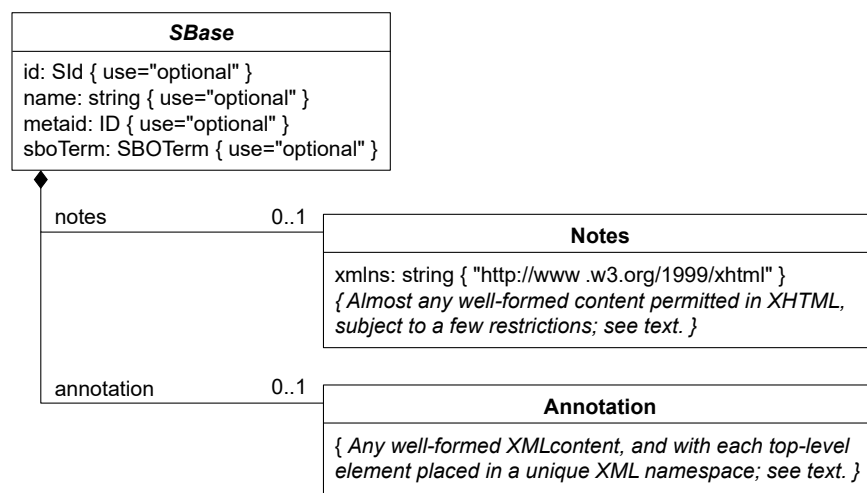 SBase
id: SId { use="optional" }
name: string { use="optional" }
metaid: ID { use="optional" }
sboTerm: SBOTerm { use="optional" }
notes 0..1
Notes
xmlns: string { "http://www .w3.org/1999/xhtml" }
{ Almost any well-formed content permitted in XHTML,
subject to a few restrictions; see text. }
annotation 0..1
Annotation
{ Any well-formed XMLcontent, and with each top-level
element placed in a unique XML namespace; see text. }